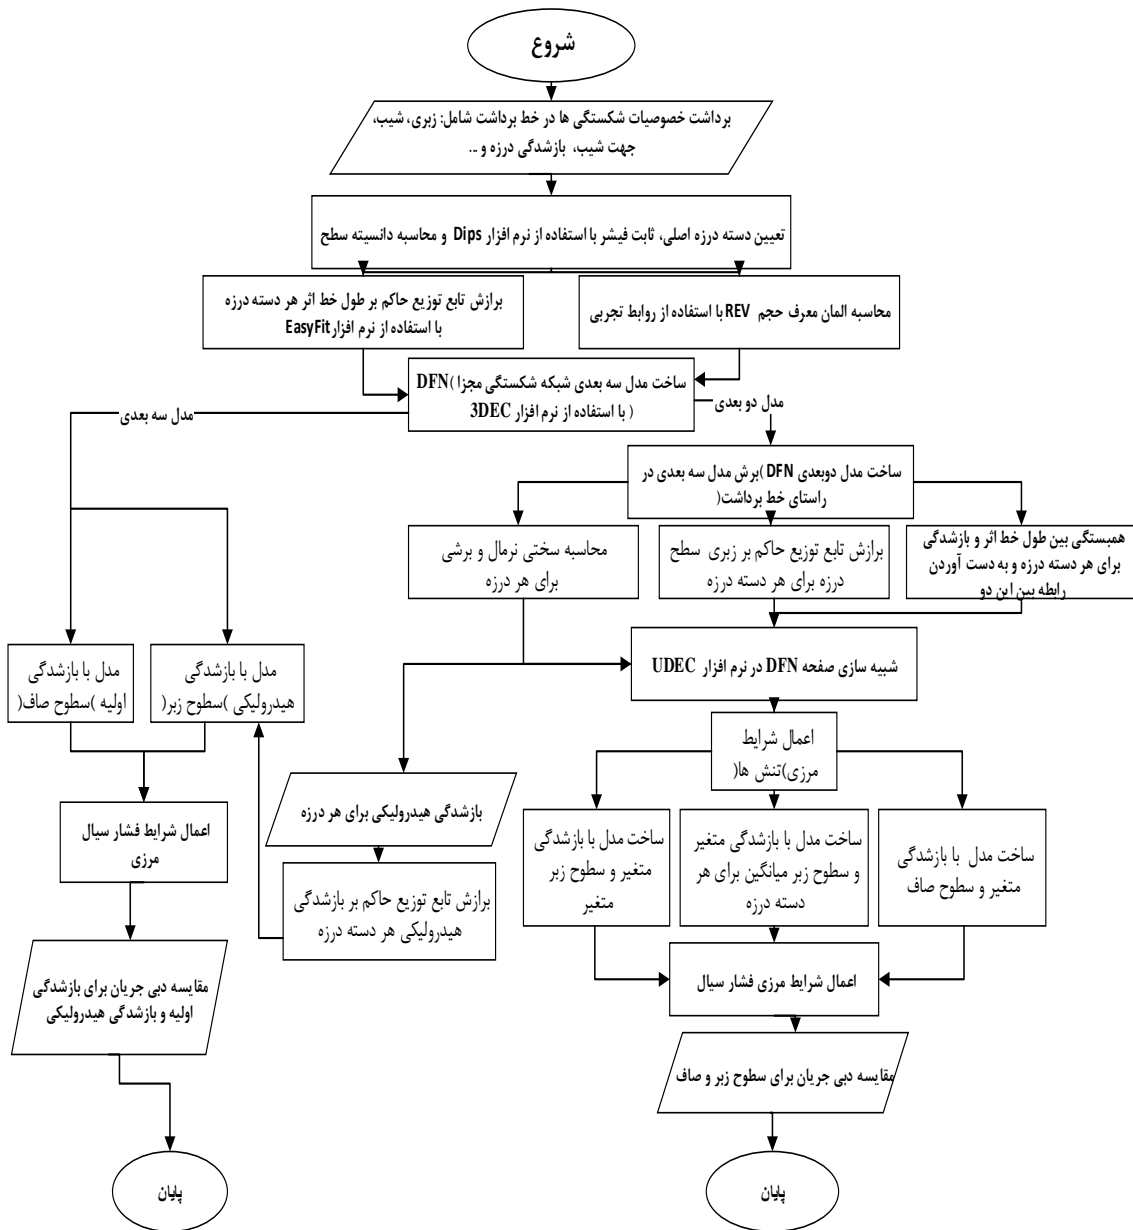 شروع
برداشت خصوصیات شکستگی ها در خط برداشت شامل: زبری، شیب،
جهت شیب، بازشدگی درزه و ...
تعیین دسته درزه اصلی، ثابت فیشر با استفاده از نرم افزار Dips و محاسبه دانسیته سطح
محاسبه المان معرف حجم REV با استفاده از روابط تجربی
برازش تابع توزیع حاکم بر طول خط اثر هر دسته درزه
با استفاده از نرم افزار EasyFit
ساخت مدل سه بعدی شبکه شکستگی مجزا )DFN
( با استفاده از نرم افزار 3DEC
مدل دو بعدی
مدل سه بعدی
ساخت مدل دوبعدی DFN )برش مدل سه بعدی در
راستای خط برداشت(
همبستگی بین طول خط اثر و بازشدگی
برای هر دسته درزه و به دست آوردن
رابطه بین این دو
برازش تابع توزیع حاکم بر زبری سطح
درزه برای هر دسته درزه
محاسبه سختی نرمال و برشی
برای هر درزه
شبیه سازی صفحه DFN در نرم افزار UDEC
مدل با بازشدگی
هیدرولیکی )سطوح زبر(
مدل با بازشدگی
اولیه )سطوح صاف(
اعمال شرایط
مرزی)تنش ها(
بازشدگی هیدرولیکی برای هر درزه
اعمال شرایط فشار سیال
مرزی
ساخت مدل با بازشدگی
متغیر و سطوح صاف
ساخت مدل با بازشدگی متغیر
و سطوح زبر میانگین برای هر
دسته درزه
ساخت مدل با بازشدگی
متغیر و سطوح زبر
متغیر
برازش تابع توزیع حاکم بر بازشدگی
هیدرولیکی هر دسته درزه
اعمال شرایط مرزی فشار سیال
مقایسه دبی جریان برای بازشدگی
اولیه و بازشدگی هیدرولیکی
مقایسه دبی جریان برای سطوح زبر و صاف
پایان
پایان